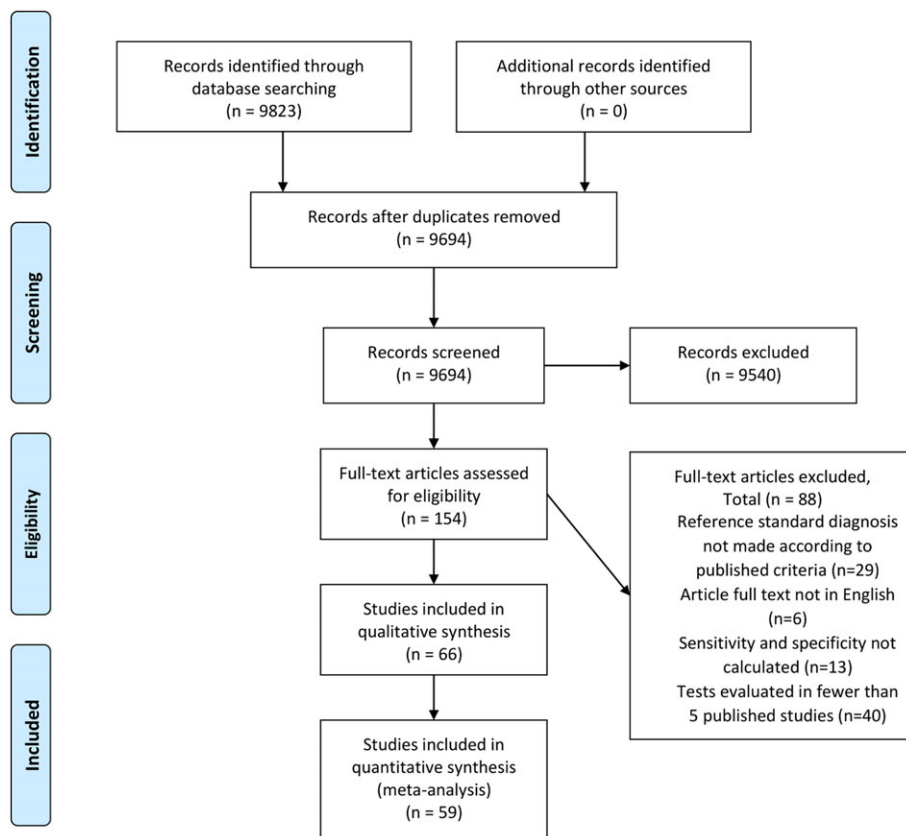 Identification
Records identified through
database searching
(n = 9823)
Additional records identified
through other sources
(n = 0)
Records after duplicates removed
(n = 9694)
Screening
Records screened
(n = 9694)
Records excluded
(n = 9540)
Eligibility
Full-text articles assessed
for eligibility
(n = 154)
Full-text articles excluded,
Total (n = 88)
Reference standard diagnosis
not made according to
published criteria (n=29)
Article full text not in English
(n=6)
Sensitivity and specificity not
calculated (n=13)
Tests evaluated in fewer than
5 published studies (n=40)
Studies included in
qualitative synthesis
(n = 66)
Included
Studies included in
quantitative synthesis
(meta-analysis)
(n = 59)